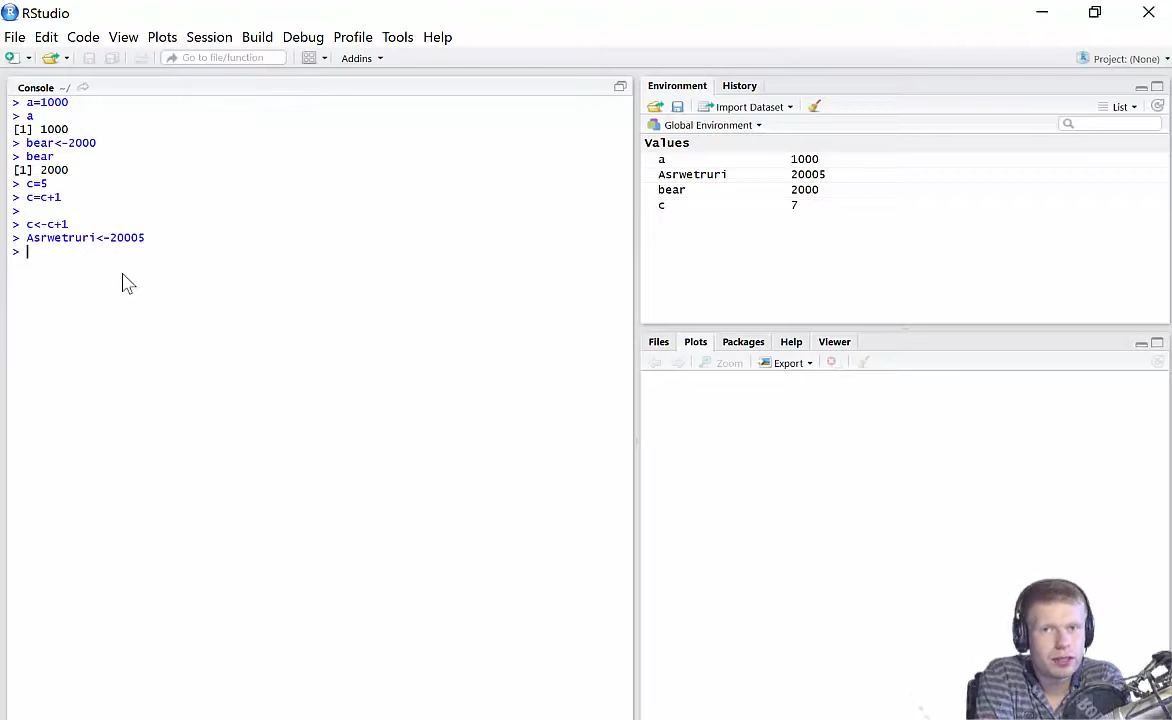 RStudio
File Edit Code View Plots Session Build Debug Profile Tools Help
Go to file/function Addins Project: (None)
Console ~/
> a=1000
> a
[1] 1000
> bear<-2000
> bear
[1] 2000
> c=5
> c=c+1
>
> c<-c+1
> Asrwetruri<-20005
>
Environment History
Import Dataset List
Global Environment
Values
a 1000
Asrwetruri 20005
bear 2000
c 7
Files Plots Packages Help Viewer
Zoom Export